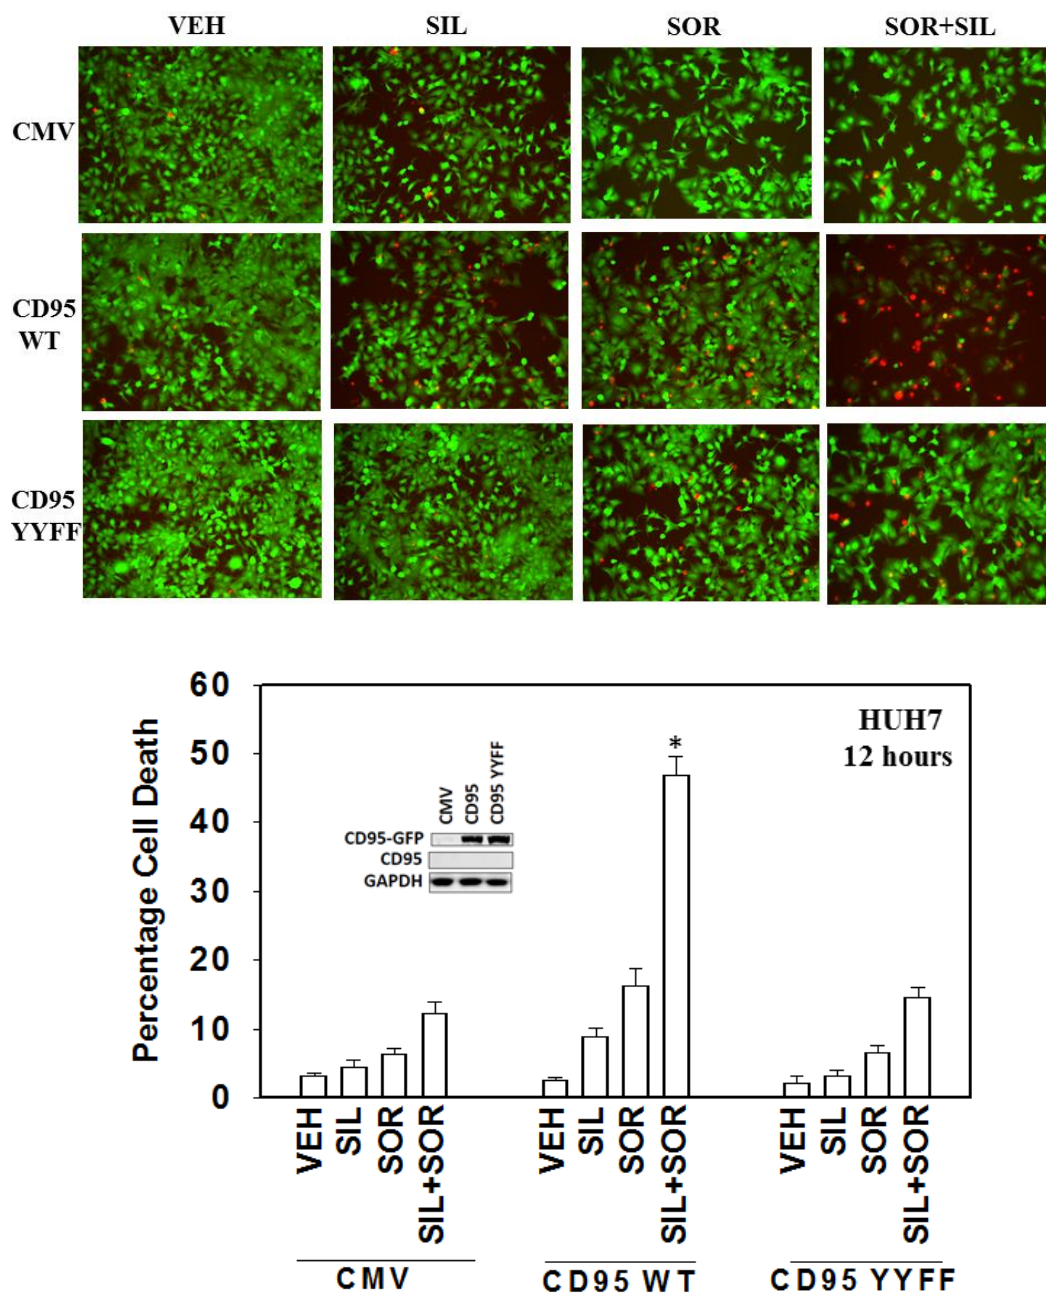 VEH SIL SOR SOR+SIL
CMV
CD95
WT
CD95
YYFF
60
50
40
30
20
10
0
Percentage Cell Death
HUH7
12 hours
*
CMV
CD95
CD95 YYFF
CD95-GFP
CD95
GAPDH
VEH
SIL
SOR
SIL+SOR
VEH
SIL
SOR
SIL+SOR
VEH
SIL
SOR
SIL+SOR
CMV
CD95 WT
CD95 YYFF